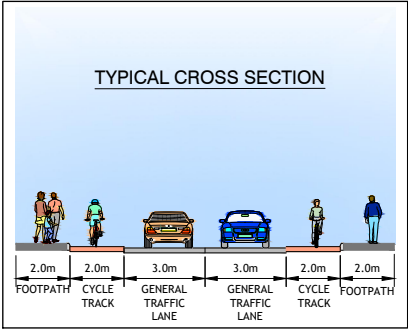 TYPICAL CROSS SECTION
2.0m 2.0m 3.0m 3.0m 2.0m 2.0m
FOOTPATH CYCLE GENERAL GENERAL CYCLE FOOTPATH
TRACK TRAFFIC TRAFFIC TRACK
LANE LANE